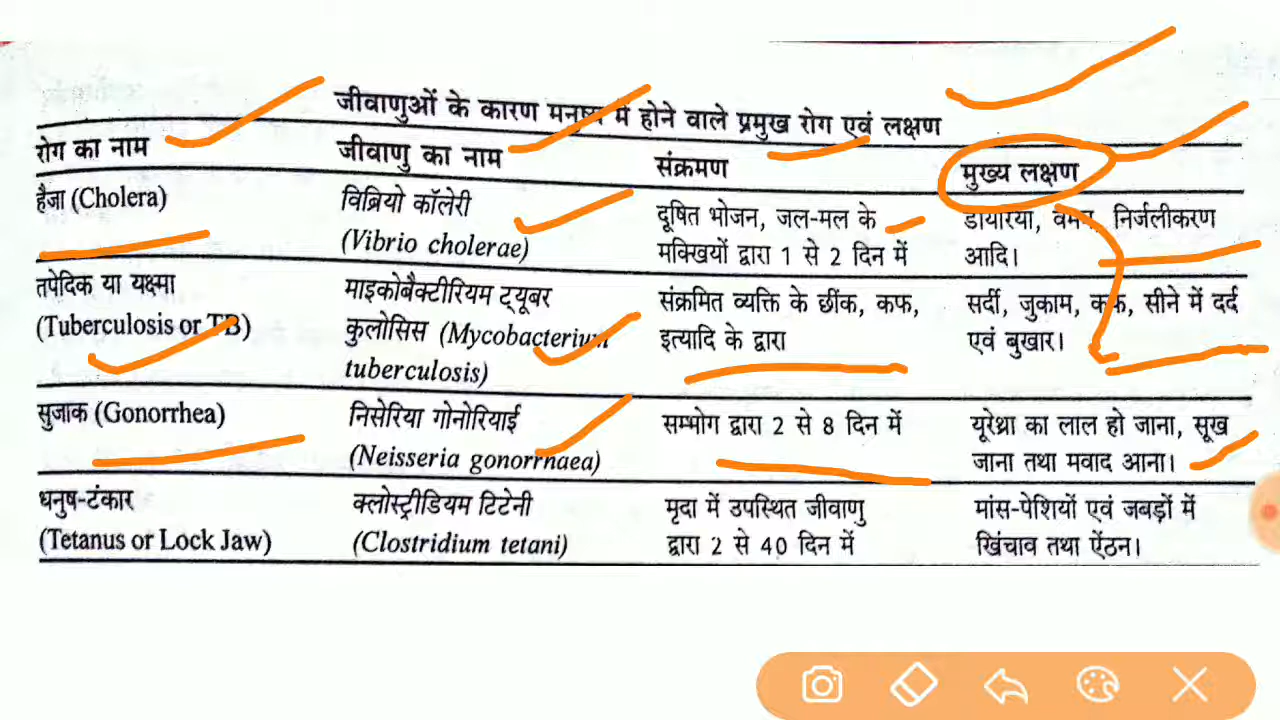 जीवाणुओं के कारण मनुष्य में होने वाले प्रमुख रोग एवं लक्षण
रोग का नाम जीवाणु का नाम संक्रमण मुख्य लक्षण
हैजा (Cholera) विब्रियो कॉलेरी दूषित भोजन, जल-मल के डायरिया, वमन, निर्जलीकरण
(Vibrio cholerae) मक्खियों द्वारा 1 से 2 दिन में आदि।
तपेदिक या यक्ष्मा माइकोबैक्टीरियम ट्यूबर संक्रमित व्यक्ति के छींक, कफ, सर्दी, जुकाम, कफ, सीने में दर्द
(Tuberculosis or TB) कुलोसिस (Mycobacterium इत्यादि के द्वारा एवं बुखार।
tuberculosis)
सुजाक (Gonorrhea) निसेरिया गोनोरियाई सम्भोग द्वारा 2 से 8 दिन में यूरेथ्रा का लाल हो जाना, सूख
(Neisseria gonorrhaea) जाना तथा मवाद आना।
धनुष-टंकार क्लोस्ट्रीडियम टिटेनी मृदा में उपस्थित जीवाणु मांस-पेशियों एवं जबड़ों में
(Tetanus or Lock Jaw) (Clostridium tetani) द्वारा 2 से 40 दिन में खिंचाव तथा ऐंठन।